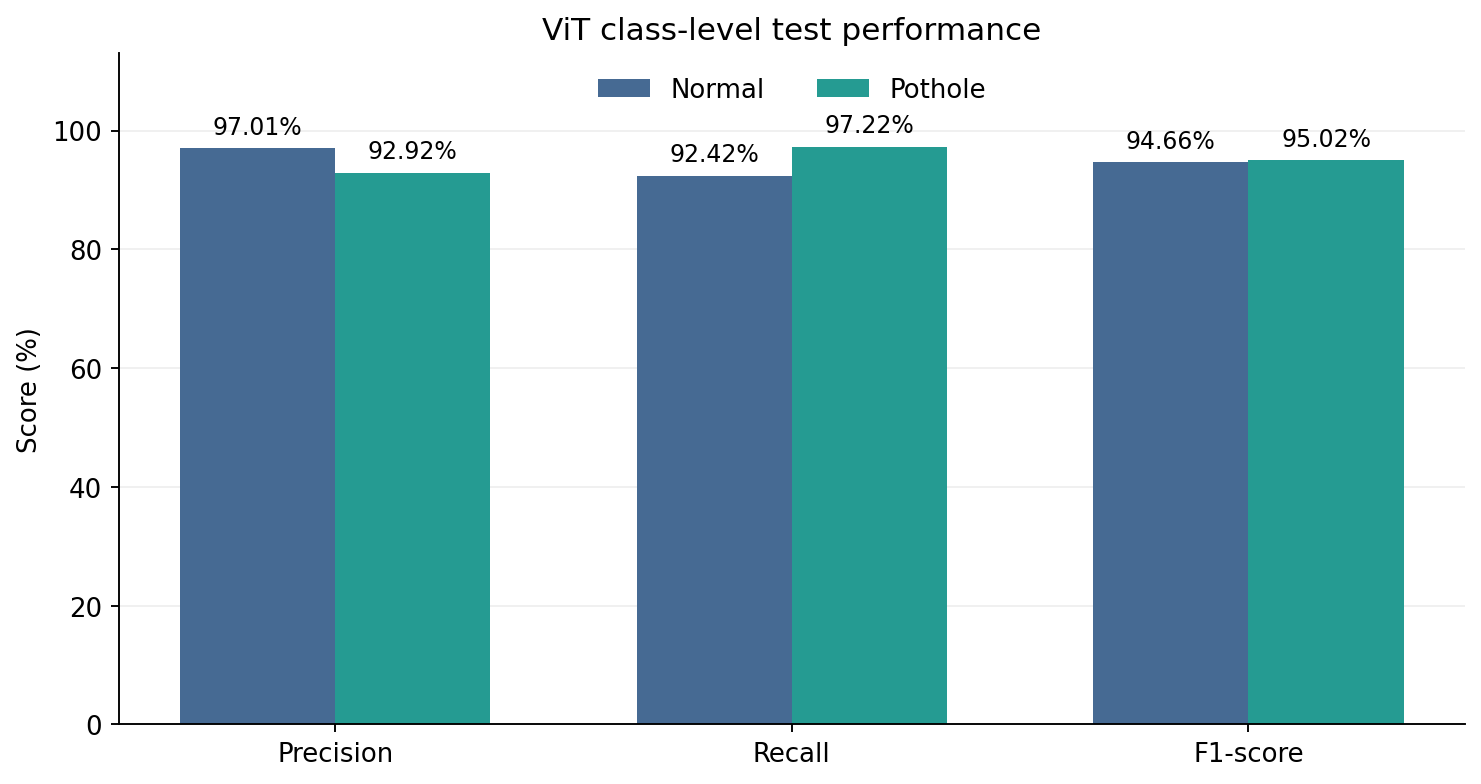 ViT class-level test performance
Normal Pothole
97.01% 92.92% 92.42% 97.22% 94.66% 95.02%
100
80
60
40
20
0
Score (%)
Precision Recall F1-score